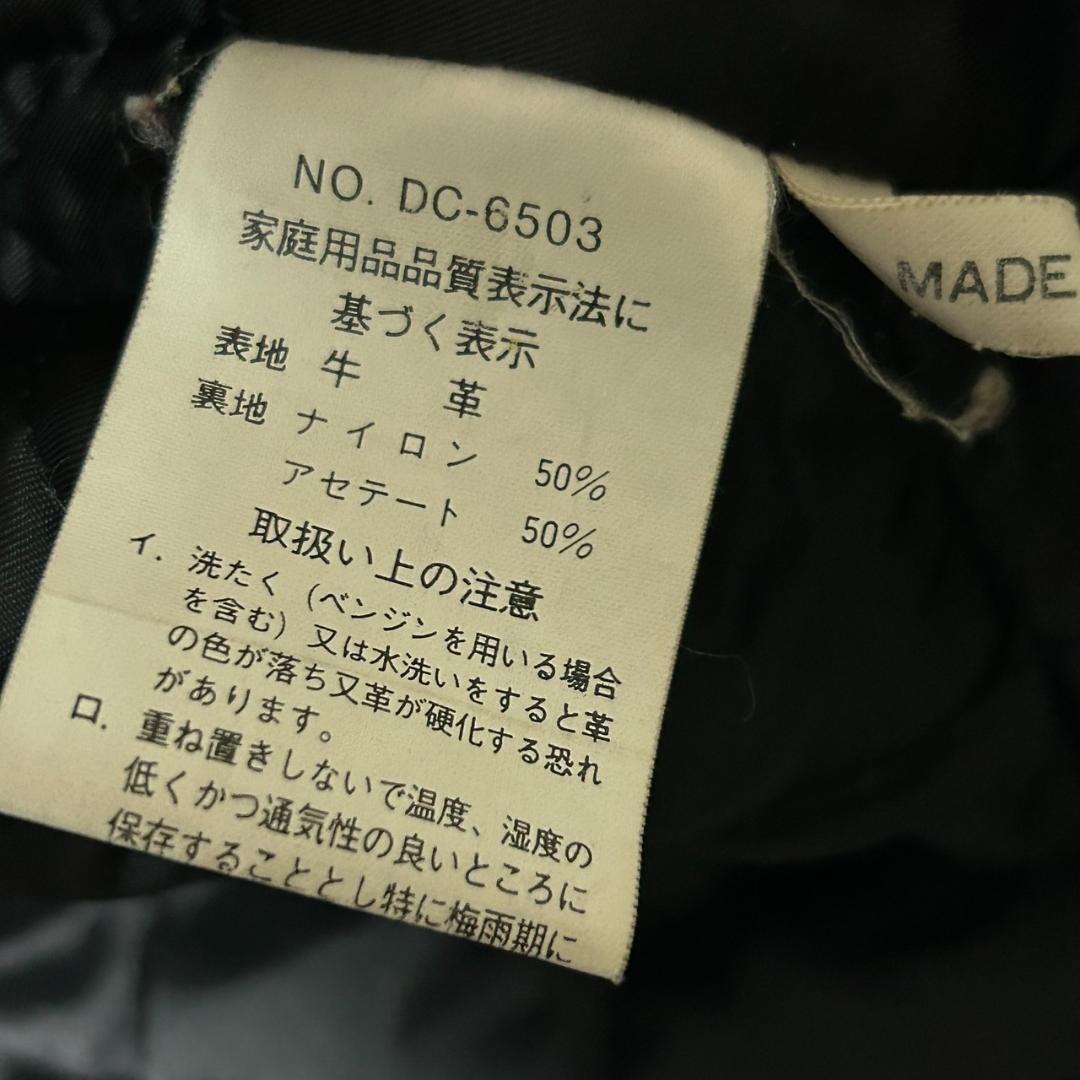 NO. DC-6503
家庭用品品質表示法に
基づく表示
表地 牛 革
裏地 ナイロン 50%
アセテート 50%
取扱い上の注意
イ. 洗たく (ベンジンを用いる場合
を含む) 又は水洗いをすると革
の色が落ち又革が硬化する恐れ
があります。
ロ. 重ね置きしないで温度、湿度の
低くかつ通気性の良いところに
保存することとし特に梅雨期に
MADE